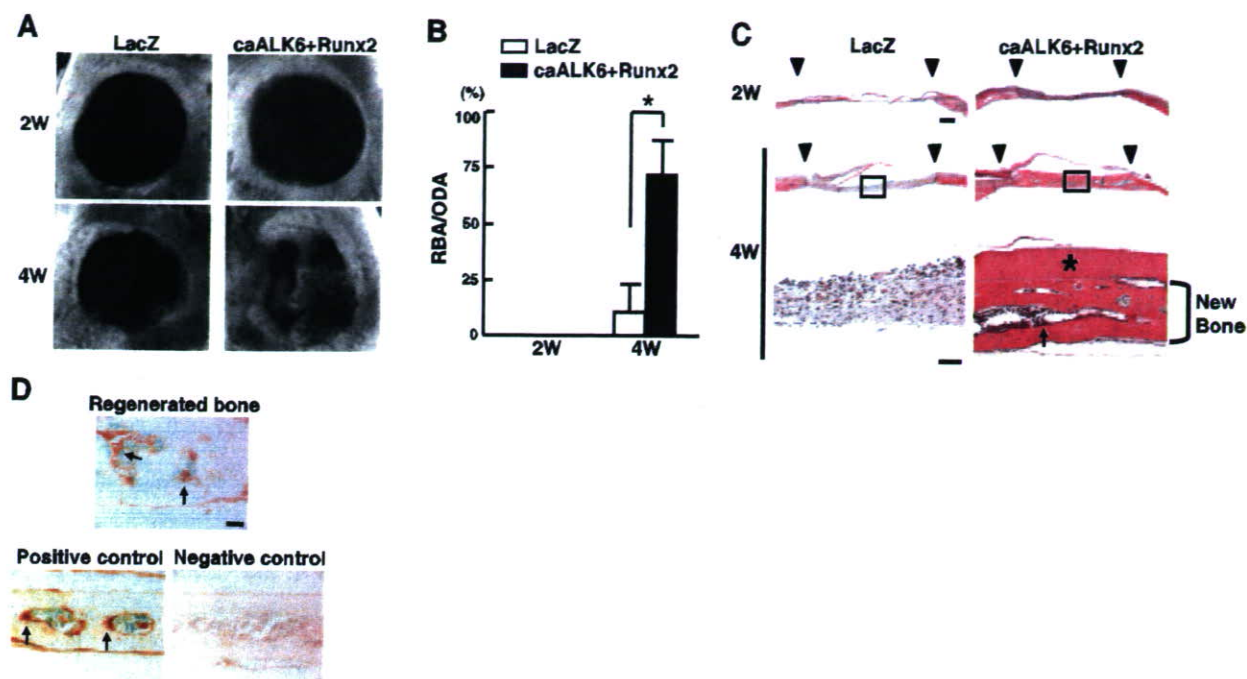 A
LacZ caALK6+Runx2
2W
4W
B
LacZ
caALK6+Runx2
(%)
100
75
50
25
0
RBA/ODA
*
2W 4W
C
LacZ caALK6+Runx2
2W
4W
*
New
Bone
D
Regenerated bone
Positive control Negative control